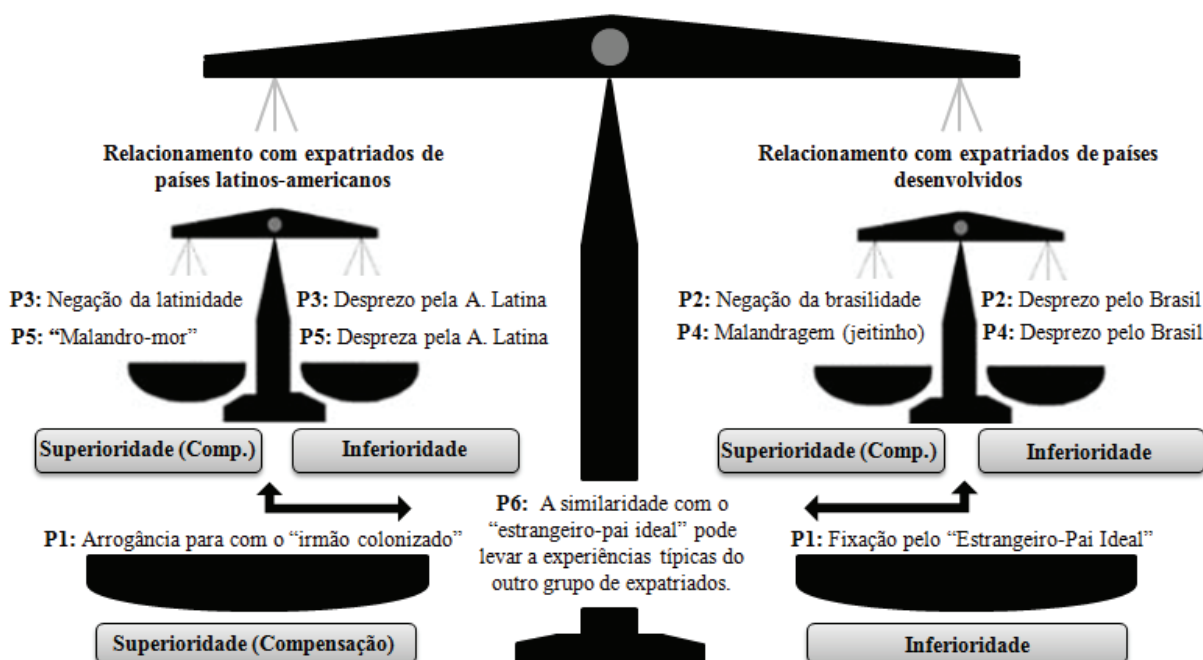 Relacionamento com expatriados de
países latinos-americanos
P3: Negação da latinidade
P5: “Malandro-mor”
P3: Desprezo pela A. Latina
P5: Despreza pela A. Latina
Superioridade (Comp.)
Inferioridade
P1: Arrogância para com o “irmão colonizado”
Superioridade (Compensação)
P6: A similaridade com o
“estrangeiro-pai ideal” pode
levar a experiências típicas do
outro grupo de expatriados.
Relacionamento com expatriados de países
desenvolvidos
P2: Negação da brasilidade
P4: Malandragem (jeitinho)
P2: Desprezo pelo Brasil
P4: Desprezo pelo Brasil
Superioridade (Comp.)
Inferioridade
P1: Fixação pelo “Estrangeiro-Pai Ideal”
Inferioridade